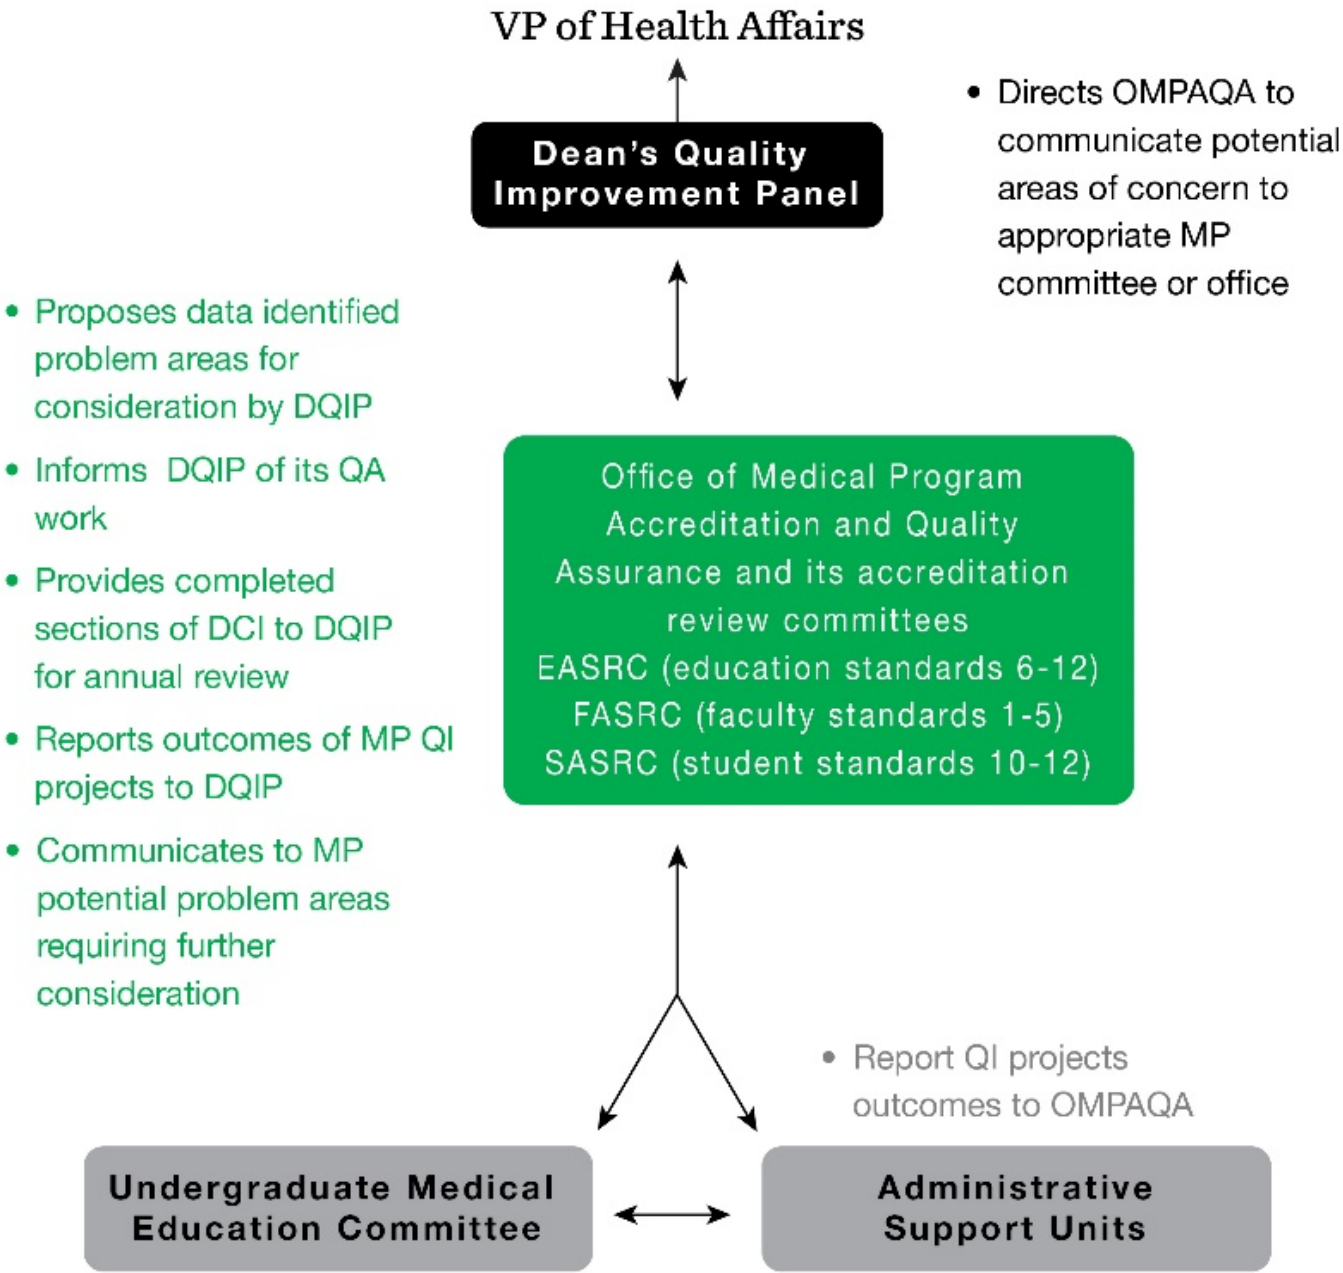 VP of Health Affairs
Dean's Quality
Improvement Panel
• Directs OMPAQA to
communicate potential
areas of concern to
appropriate MP
committee or office
• Proposes data identified
problem areas for
consideration by DQIP
• Informs  DQIP of its QA
work
• Provides completed
sections of DCI to DQIP
for annual review
• Reports outcomes of MP QI
projects to DQIP
• Communicates to MP
potential problem areas
requiring further
consideration
Office of Medical Program
Accreditation and Quality
Assurance and its accreditation
review committees
EASRC (education standards 6-12)
FASRC (faculty standards 1-5)
SASRC (student standards 10-12)
• Report QI projects
outcomes to OMPAQA
Undergraduate Medical
Education Committee
Administrative
Support Units